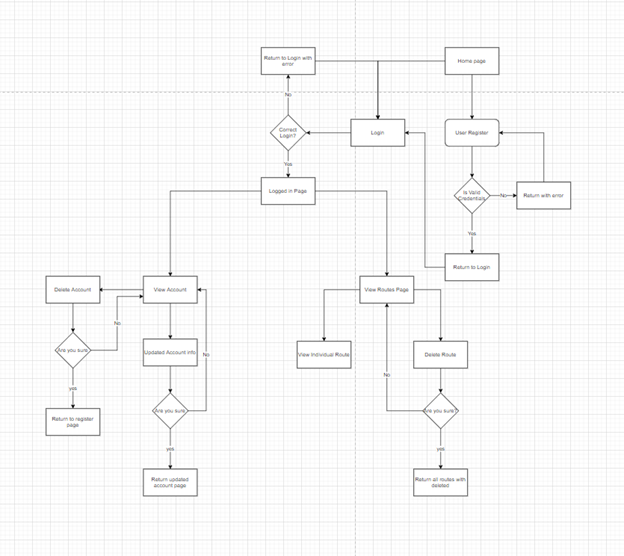 Return to Login with
error
Home page
No
Correct
Login?
Login
User Register
Yes
Logged in Page
Is Valid
Credentials
No
Return with error
Yes
Return to Login
Delete Account
View Account
View Routes Page
No
Are you sure
Updated Account info
No
View Individual Route
Delete Route
No
yes
Are you sure
Are you sure?
Return to register
page
yes
yes
Return updated
account page
Return all routes with
deleted